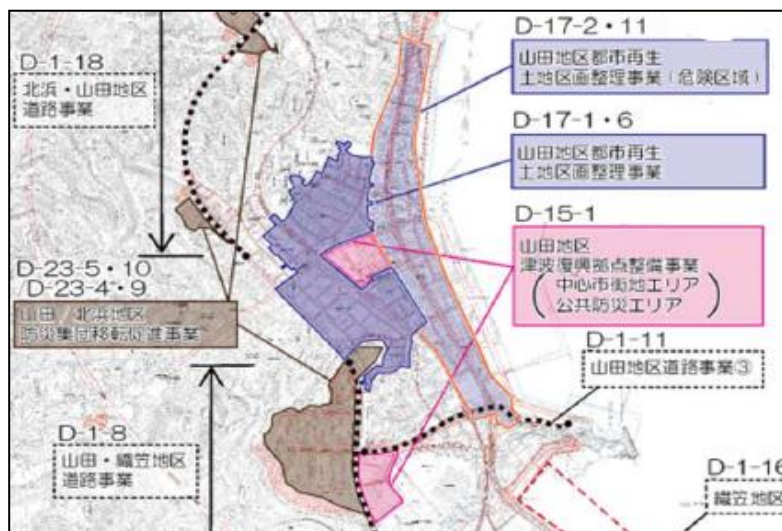 D-17-2・11
山田地区都市再生
土地区画整理事業(危険区域)
D-1-18
北浜・山田地区
道路事業
D-17-1・6
山田地区都市再生
土地区画整理事業
D-15-1
山田地区
津波復興拠点整備事業
(中心市街地エリア
公共防災エリア)
D-23-5・10
D-23-4・9
山田/北浜地区
防災集団移転促進事業
D-1-11
山田地区道路事業③
D-1-8
山田・織笠地区
道路事業
D-1-16
織笠地区